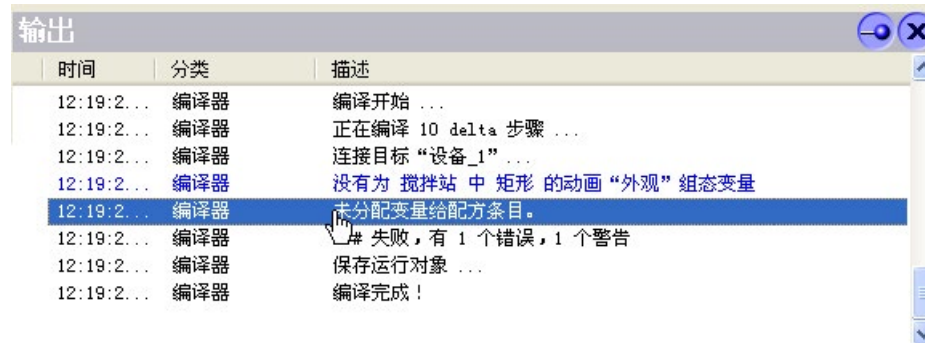 输出
时间 分类 描述
12:19:2... 编译器 编译开始 ...
12:19:2... 编译器 正在编译 10 delta 步骤 ...
12:19:2... 编译器 连接目标“设备_1”...
12:19:2... 编译器 没有为 搅拌站 中 矩形 的动画“外观”组态变量
12:19:2... 编译器 未分配变量给配方条目。
12:19:2... 编译器 # 失败，有 1 个错误，1 个警告
12:19:2... 编译器 保存运行对象 ...
12:19:2... 编译器 编译完成！